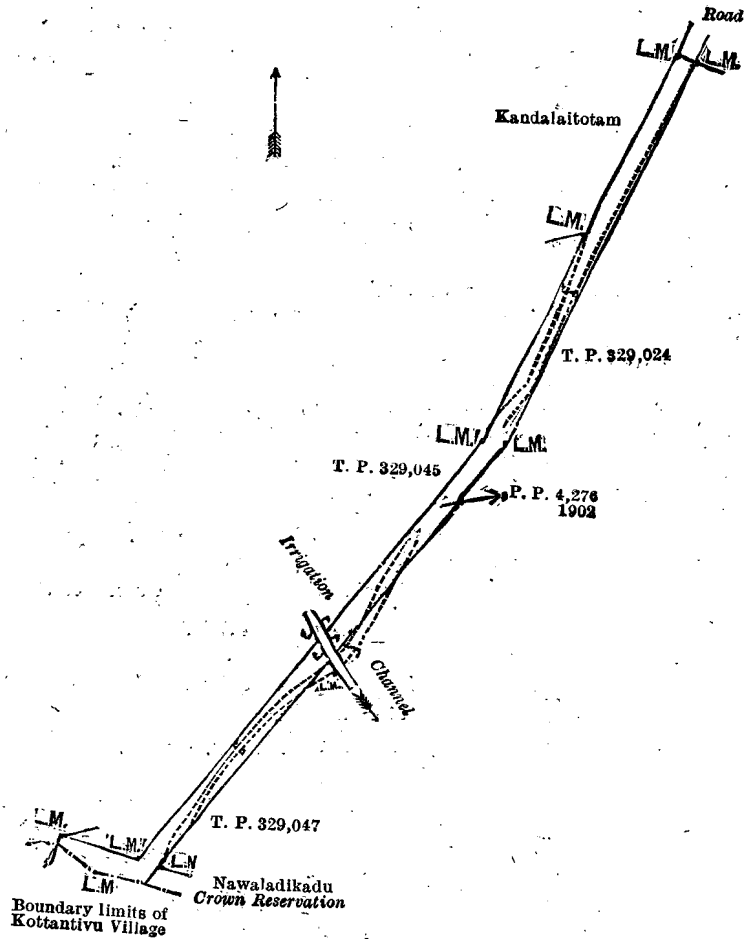 Road
L.M.
L.M.
Kandalaitotam
L.M.
T. P. 329,024
L.M.
L.M.
T. P. 329,045
P. P. 4,276
1902
Irrigation
Channel
L.M.
T. P. 329,047
L.M.
L.M.
L.N
L.M
Nawaladikadu
Crown Reservation
Boundary limits of
Kottantivu Village